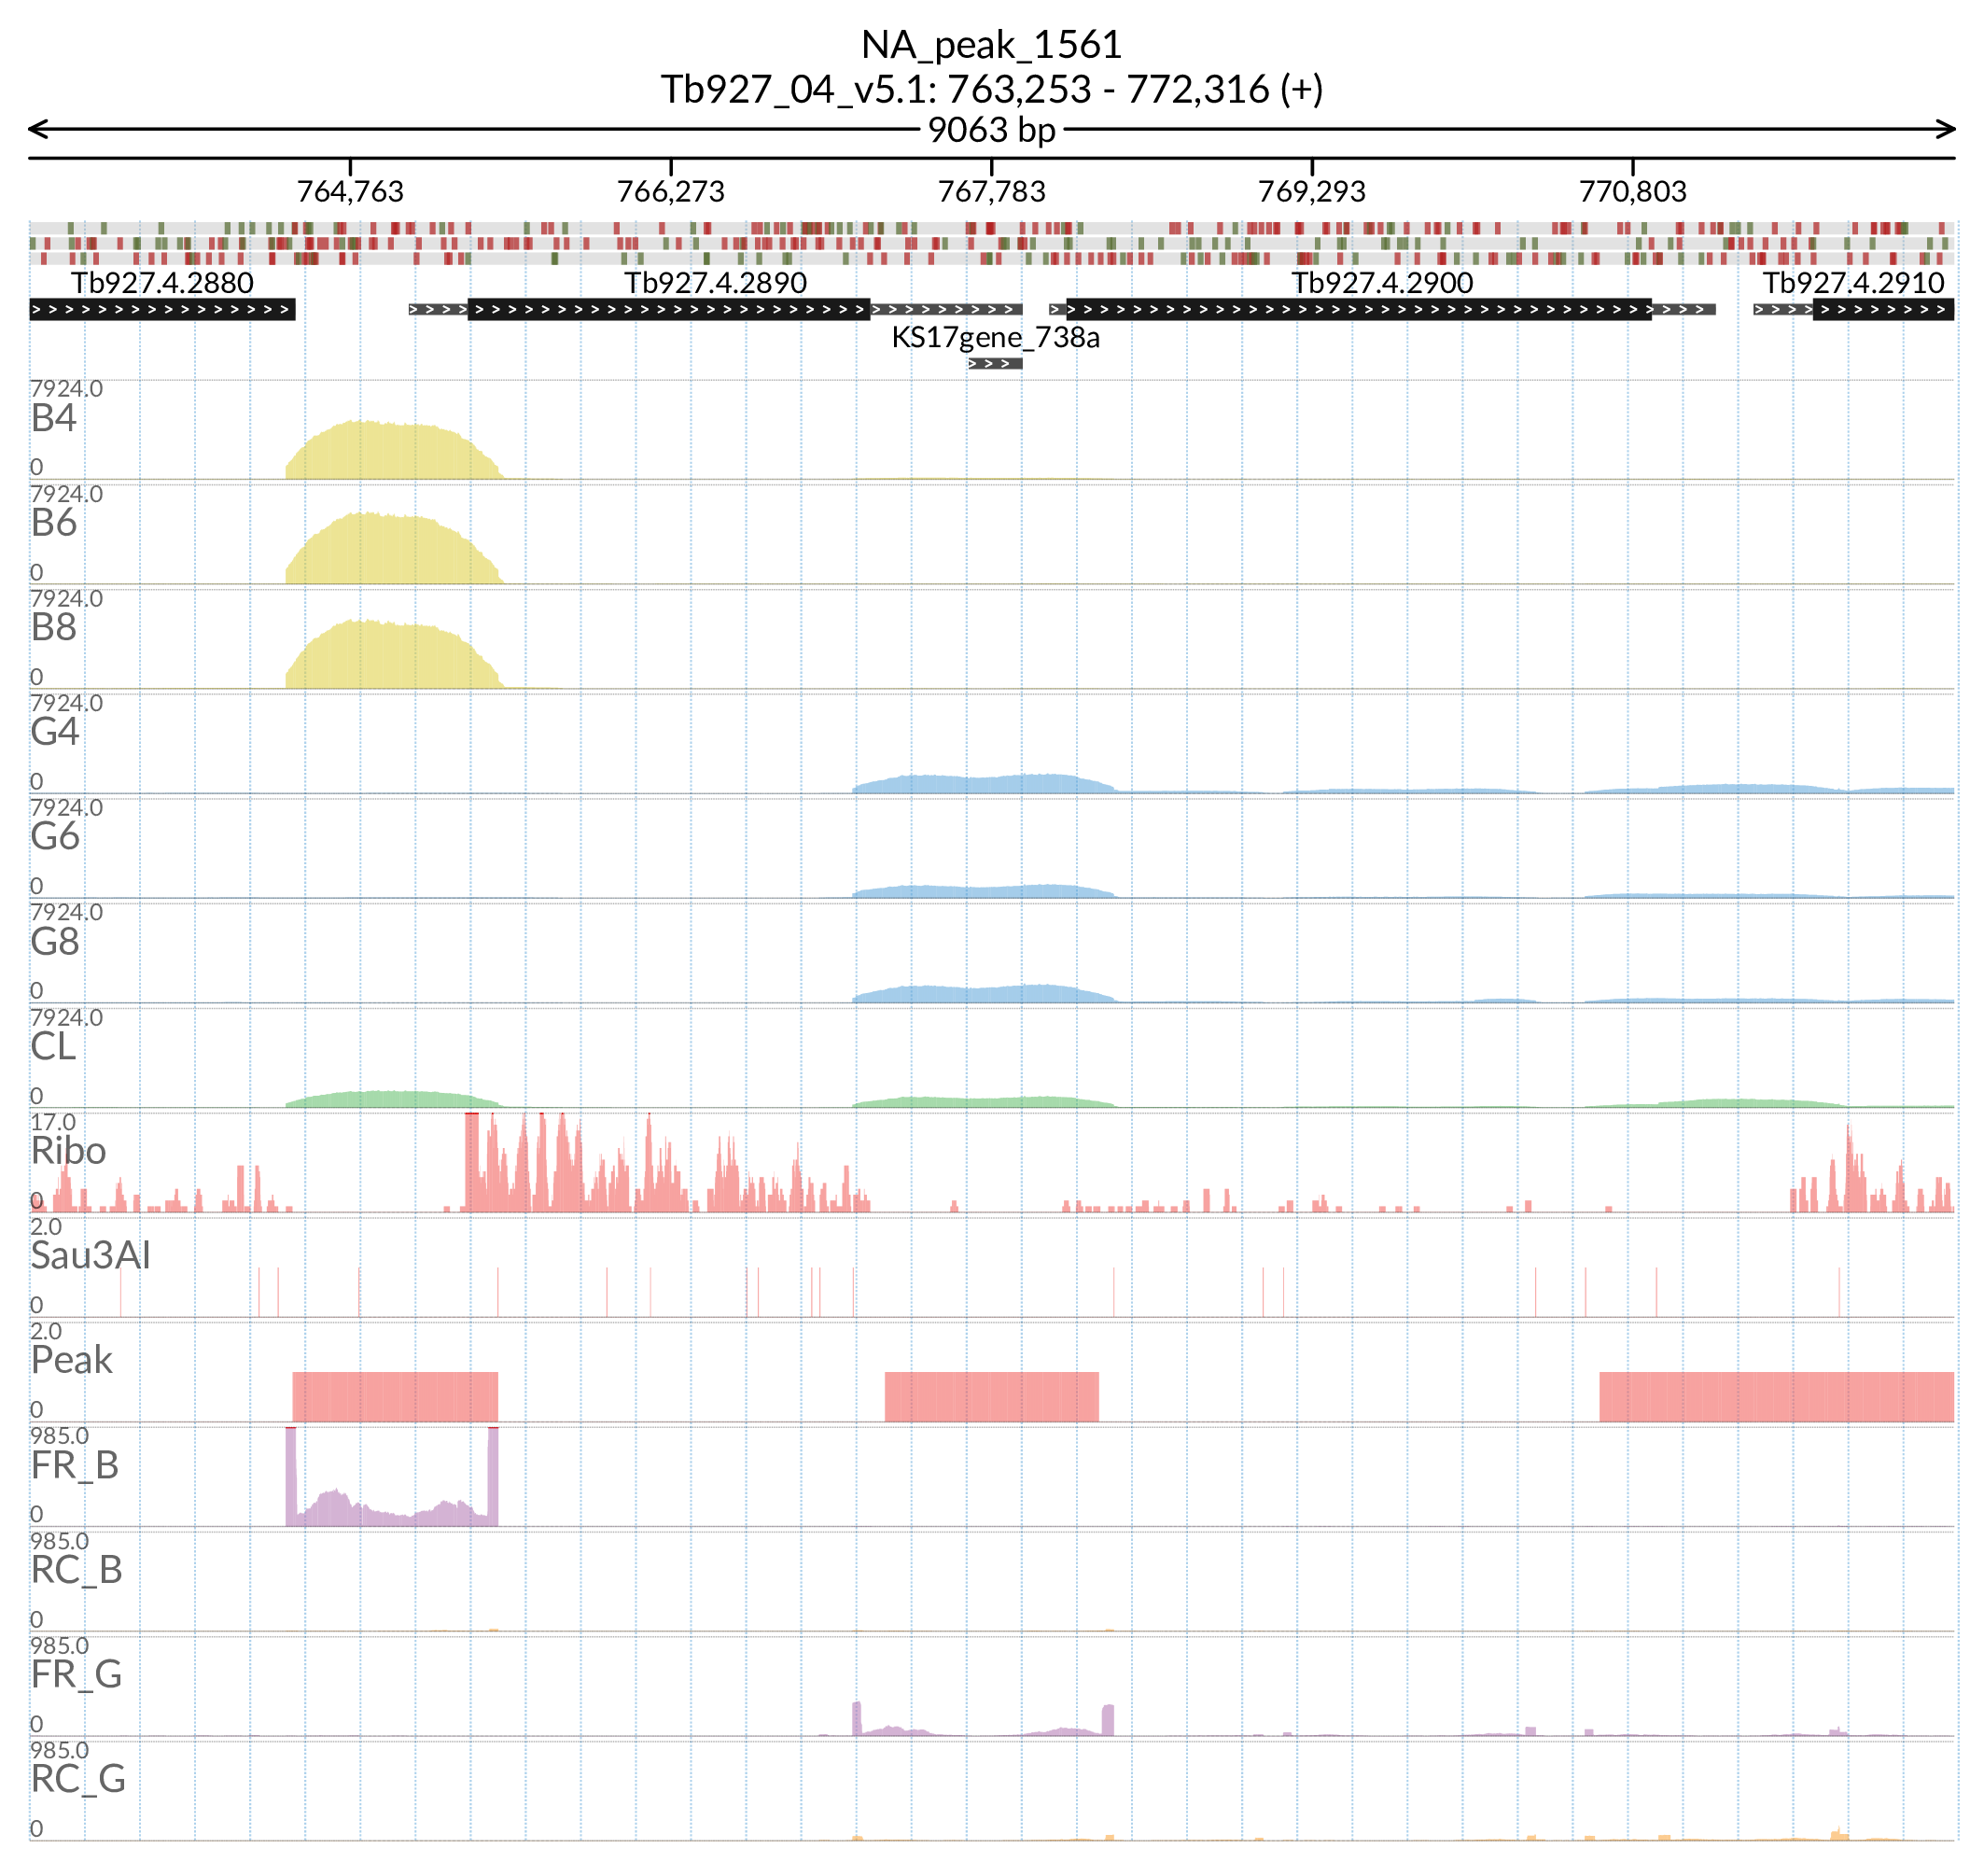 NA_peak_1561
Tb927_04_v5.1: 763,253 - 772,316 (+)
9063 bp
764,763 766,273 767,783 769,293 770,803
Tb927.4.2880 Tb927.4.2890 Tb927.4.2900 Tb927.4.2910
KS17gene_738a
7924.0
B4
0
7924.0
B6
0
7924.0
B8
0
7924.0
G4
0
7924.0
G6
0
7924.0
G8
0
7924.0
CL
0
17.0
Ribo
0
2.0
Sau3AI
0
2.0
Peak
0
985.0
FR_B
0
985.0
RC_B
0
985.0
FR_G
0
985.0
RC_G
0